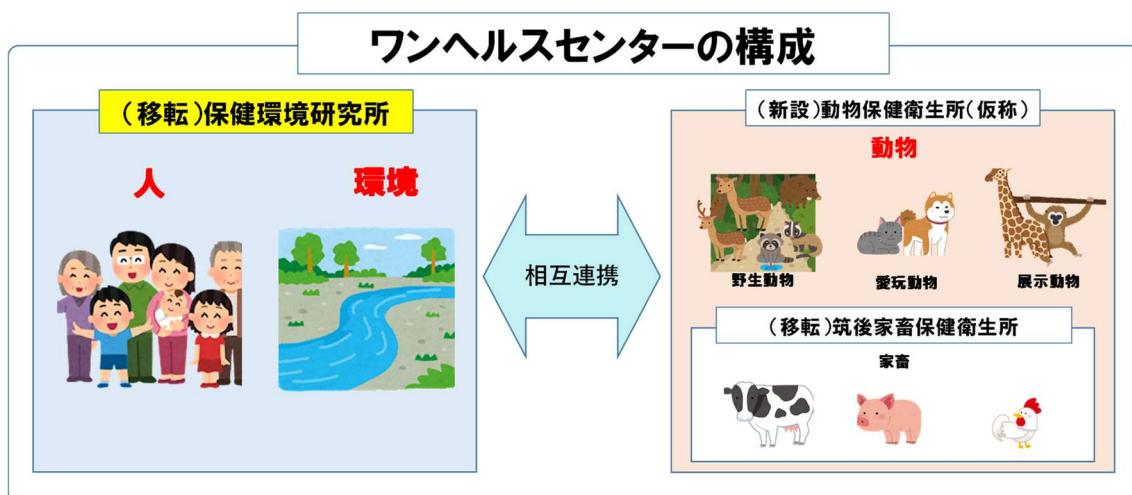 ワンヘルスセンターの構成
（移転）保健環境研究所
人
環境
相互連携
（新設）動物保健衛生所（仮称）
動物
野生動物
愛玩動物
展示動物
（移転）筑後家畜保健衛生所
家畜